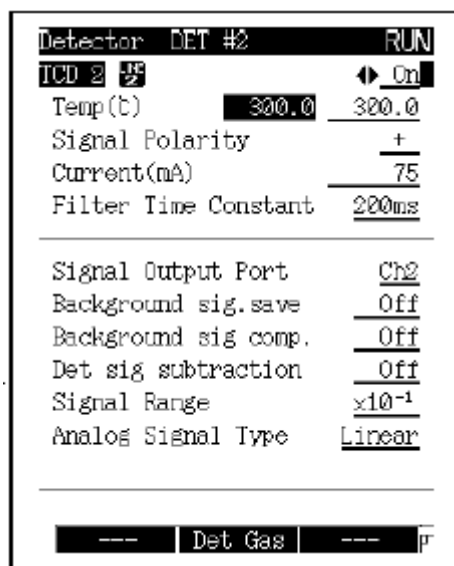 Detector DET #2 RUN
TCD 2 LINE 2 On
Temp(C) 300.0 300.0
Signal Polarity +
Current(mA) 75
Filter Time Constant 200ms
Signal Output Port Ch2
Background sig.save Off
Background sig comp. Off
Det sig subtraction Off
Signal Range x10⁻¹
Analog Signal Type Linear
--- Det Gas ---